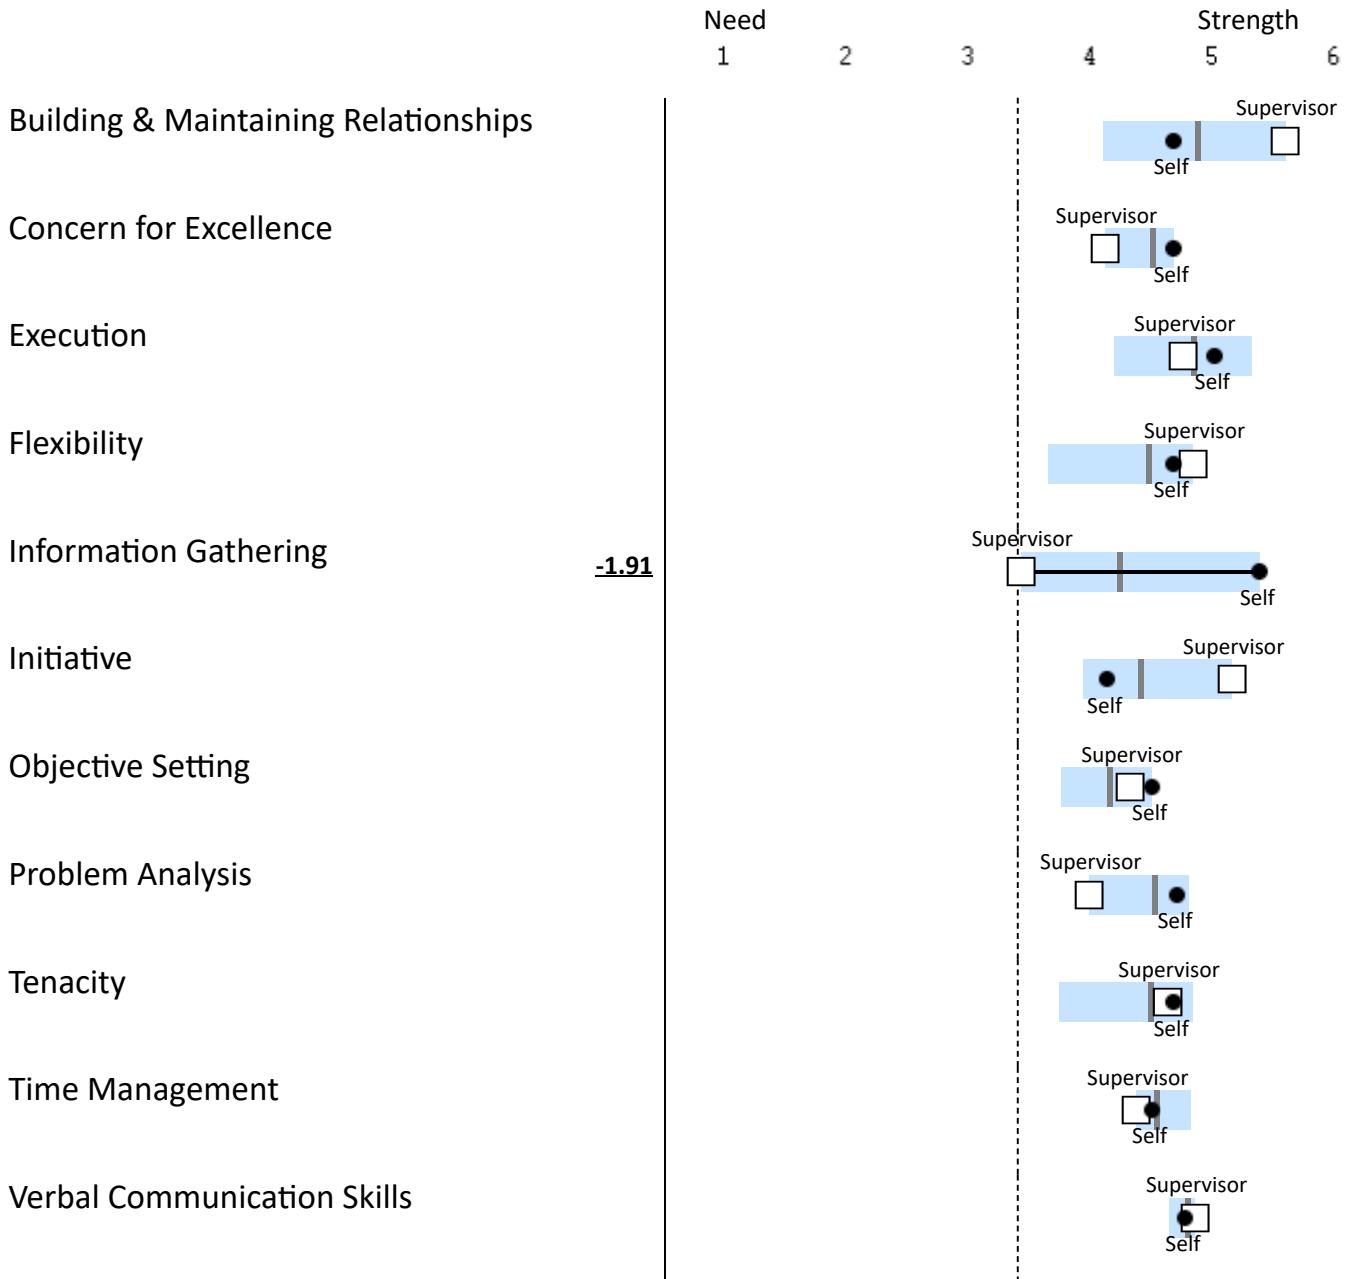 Need Strength
1 2 3 4 5 6
Building & Maintaining Relationships
Supervisor
Self
Concern for Excellence
Supervisor
Self
Execution
Supervisor
Self
Flexibility
Supervisor
Self
Information Gathering
-1.91
Supervisor
Self
Initiative
Supervisor
Self
Objective Setting
Supervisor
Self
Problem Analysis
Supervisor
Self
Tenacity
Supervisor
Self
Time Management
Supervisor
Self
Verbal Communication Skills
Supervisor
Self